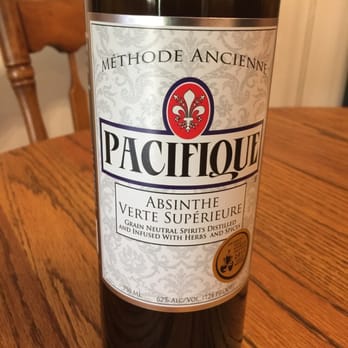 MÉTHODE ANCIENNE
PACIFIQUE
ABSINTHE
VERTE SUPÉRIEURE
GRAIN NEUTRAL SPIRITS DISTILLED
AND INFUSED WITH HERBS AND SPICES
750 ML 62% ALC/VOL (124 PROOF)